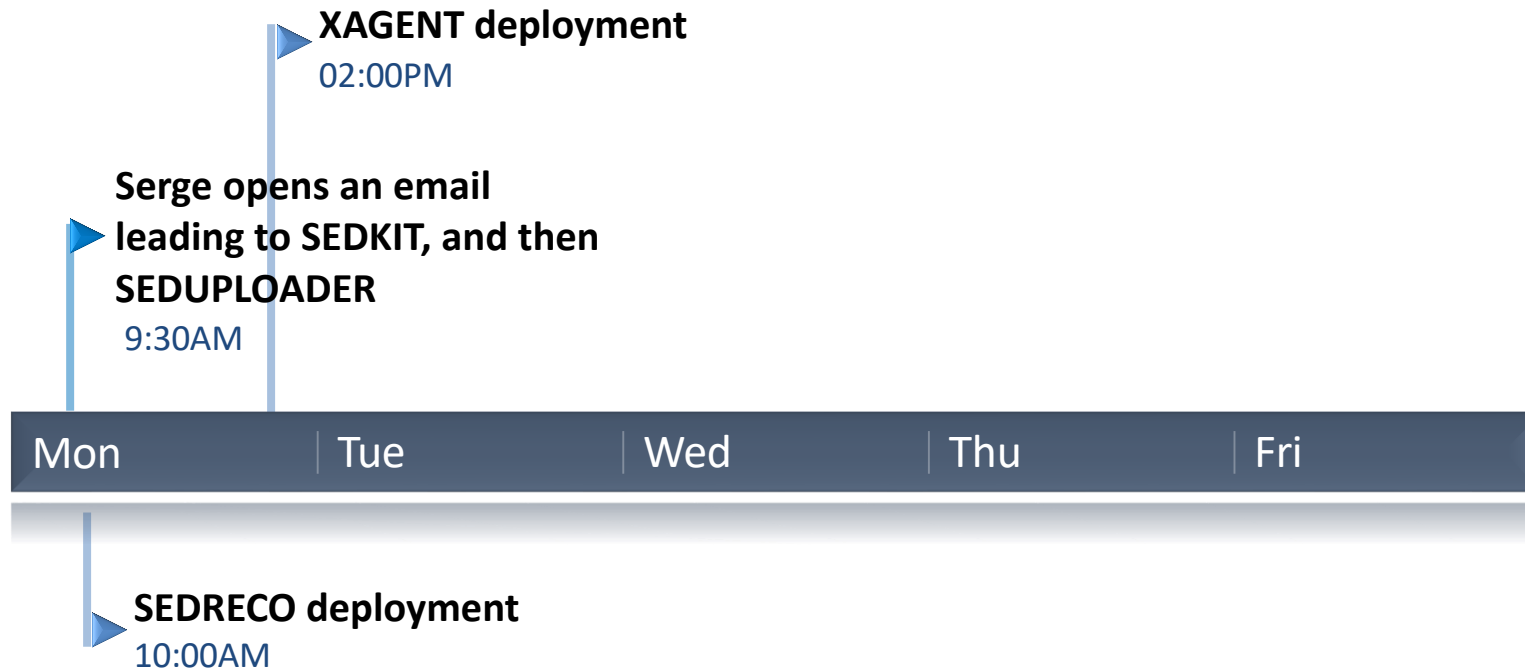 XAGENT deployment
02:00PM
Serge opens an email
leading to SEDKIT, and then
SEDUPLOADER
9:30AM
Mon
Tue
Wed
Thu
Fri
SEDRECO deployment
10:00AM